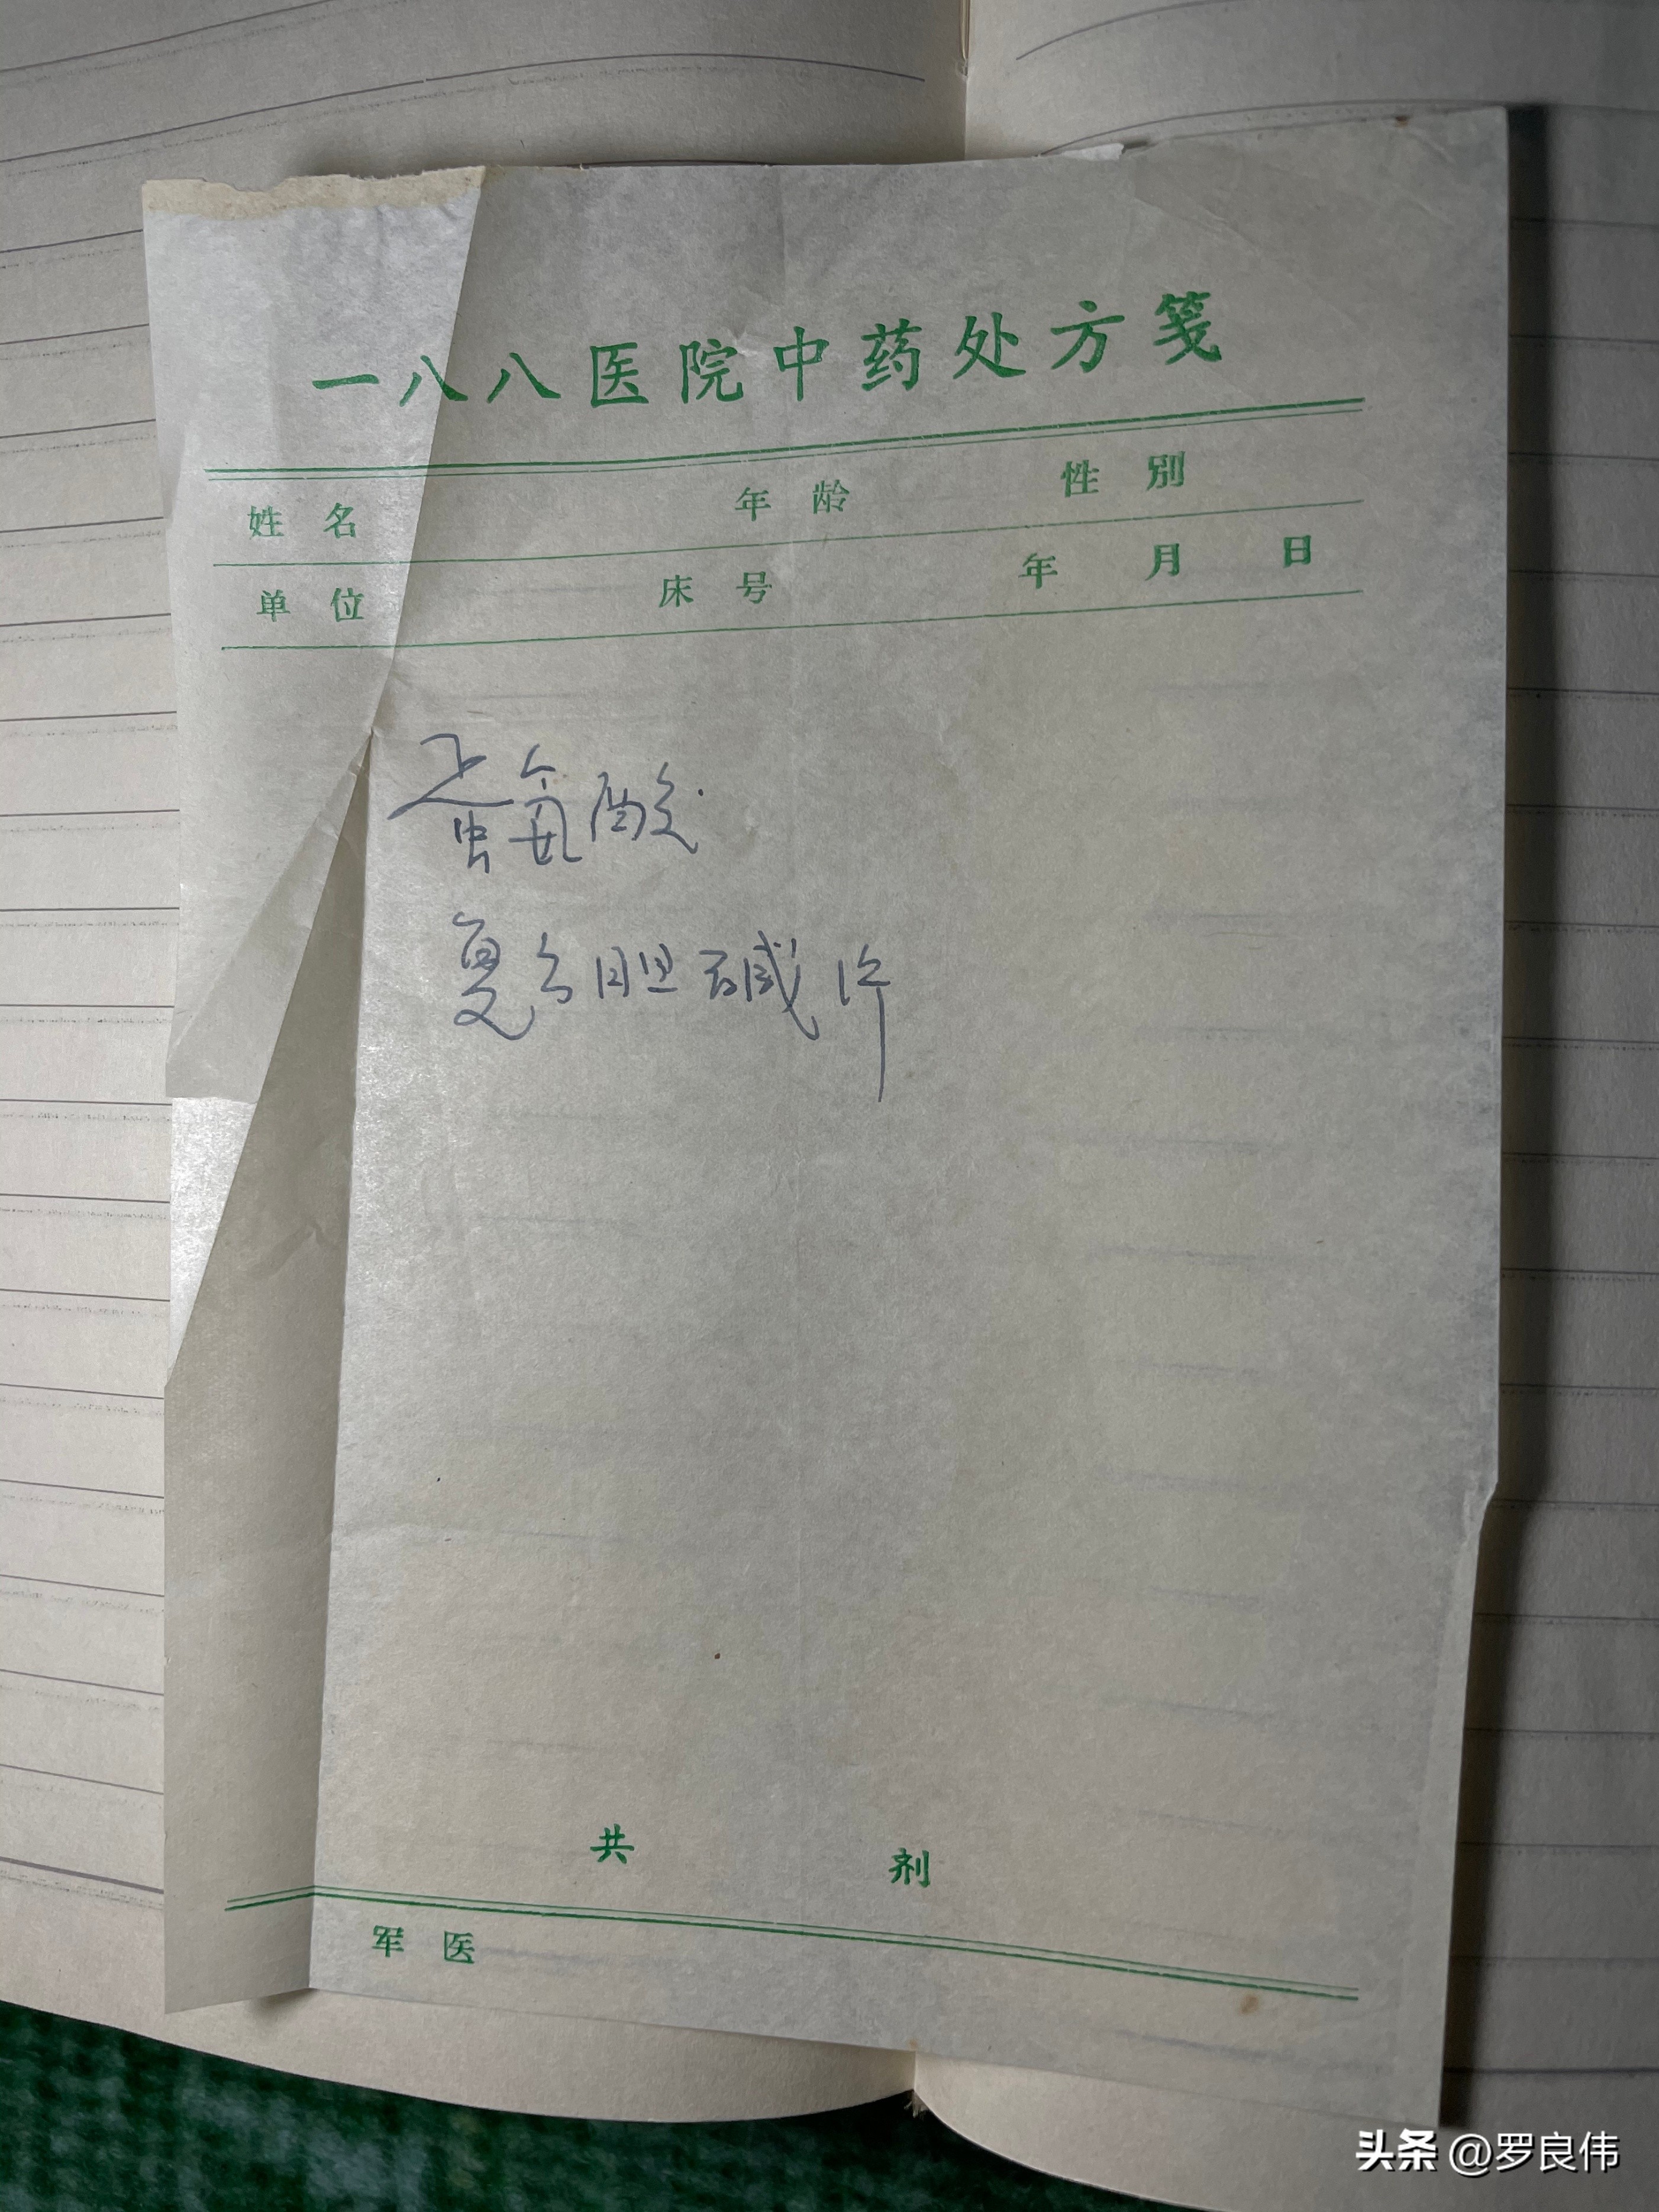 一八八医院中药处方笺
姓名 年龄 性别
单位 床号 年 月 日
蛋氨酸
复方胆碱
共 剂
军医
头条 @罗良伟